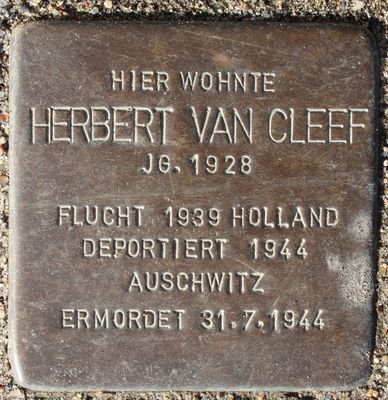 HIER WOHNTE
HERBERT VAN CLEEF
JG. 1928
FLUCHT 1939 HOLLAND
DEPORTIERT 1944
AUSCHWITZ
ERMORDET 31.7.1944